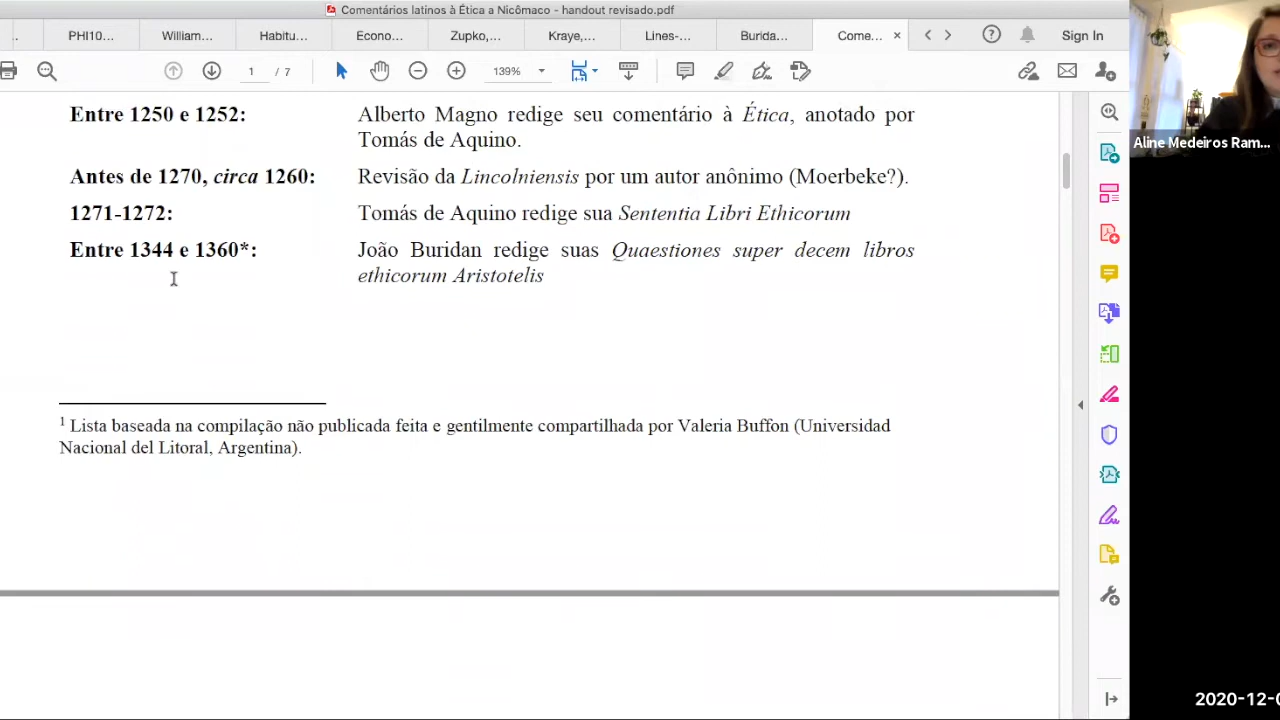 Comentários latinos à Ética a Nicômaco - handout revisado.pdf
... PHI10... William... Habitu... Econo... Zupko,... Kraye,... Lines-... Burida... Come... × Sign In
1 / 7 139%
Entre 1250 e 1252: Alberto Magno redige seu comentário à Ética, anotado por
Tomás de Aquino.
Antes de 1270, circa 1260: Revisão da Lincolniensis por um autor anônimo (Moerbeke?).
1271-1272: Tomás de Aquino redige sua Sententia Libri Ethicorum
Entre 1344 e 1360*: João Buridan redige suas Quaestiones super decem libros
ethicorum Aristotelis
1 Lista baseada na compilação não publicada feita e gentilmente compartilhada por Valeria Buffon (Universidad
Nacional del Litoral, Argentina).
Aline Medeiros Ram...
2020-12-0